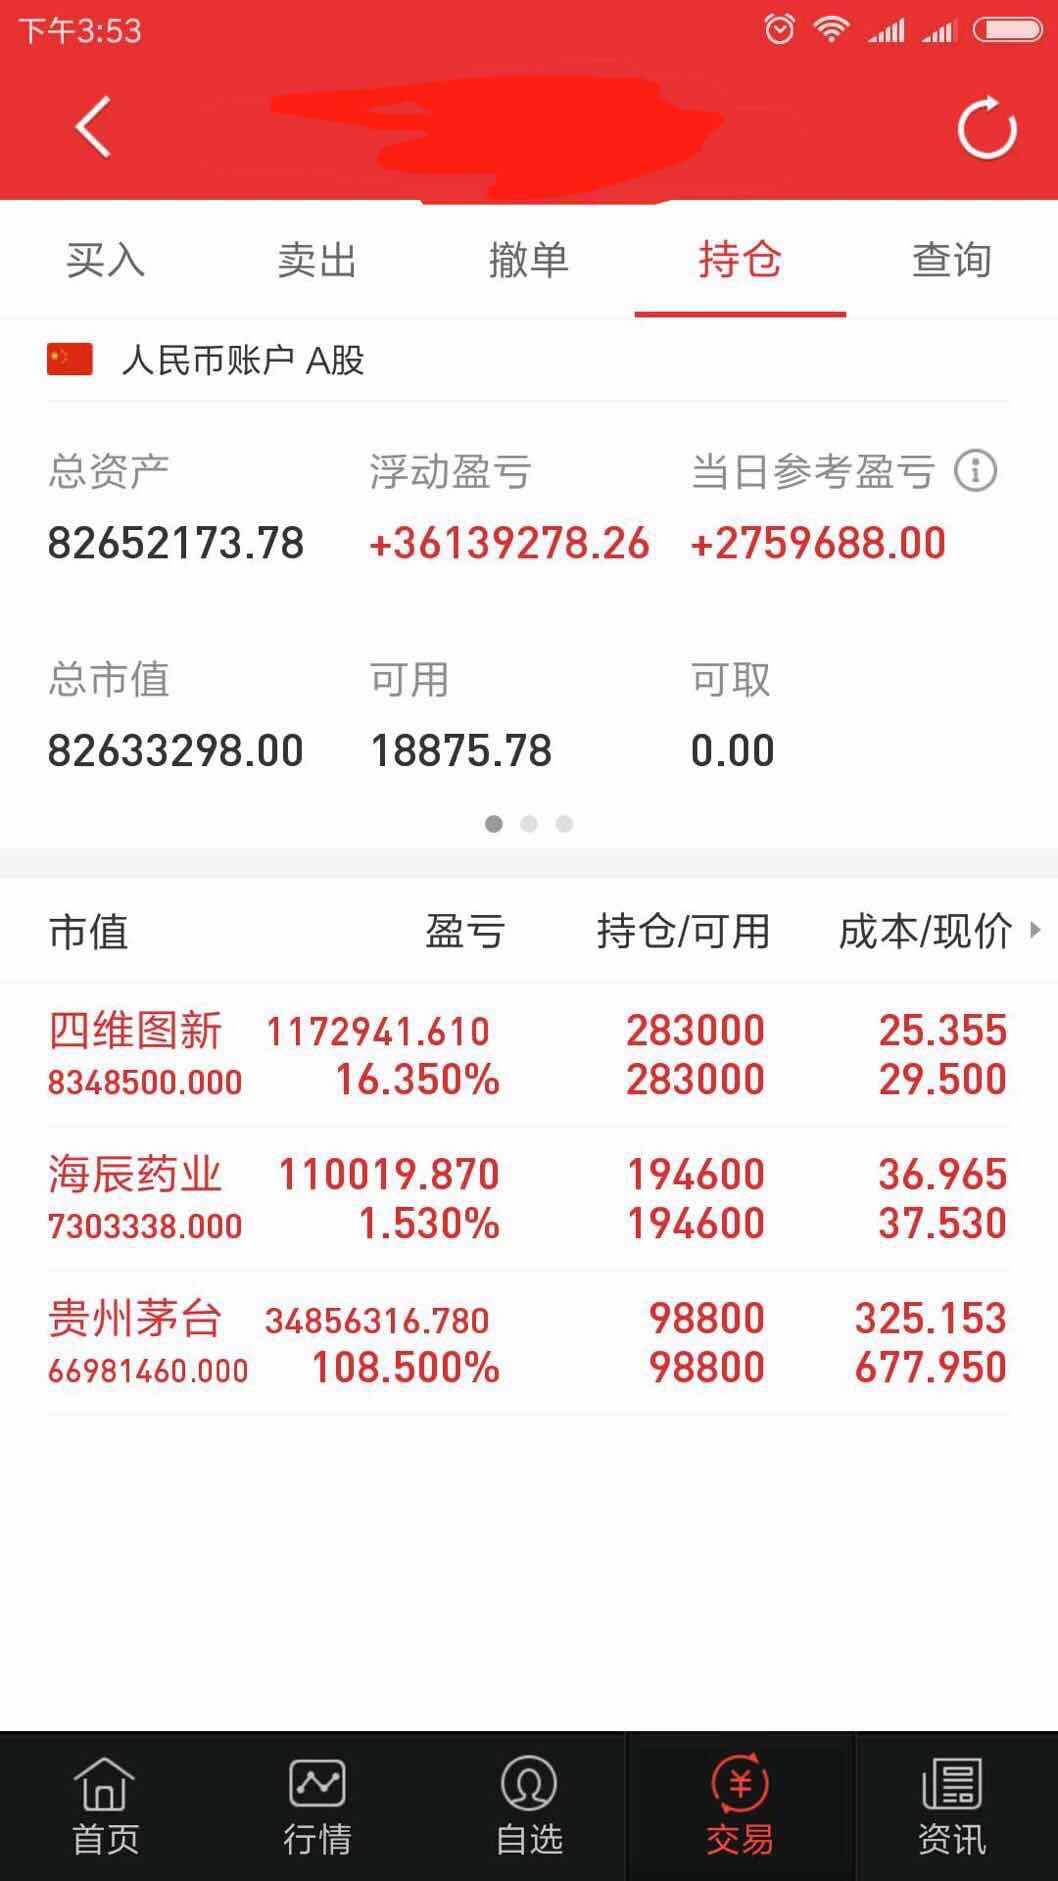 下午3:53
买入 卖出 撤单 持仓 查询
人民币账户 A股
总资产 浮动盈亏 当日参考盈亏
82652173.78 +36139278.26 +2759688.00
总市值 可用 可取
82633298.00 18875.78 0.00
市值 盈亏 持仓/可用 成本/现价
四维图新 1172941.610 283000 25.355
8348500.000 16.350% 283000 29.500
海辰药业 110019.870 194600 36.965
7303338.000 1.530% 194600 37.530
贵州茅台 34856316.780 98800 325.153
66981460.000 108.500% 98800 677.950
首页 行情 自选 交易 资讯